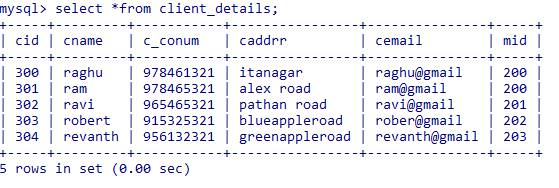 mysql> select *from client_details;
+-----+---------+-----------+----------------+---------------+-----+
| cid | cname | c_conum | caddrr | cemail | mid |
+-----+---------+-----------+----------------+---------------+-----+
| 300 | raghu | 978461321 | itanagar | raghu@gmail | 200 |
| 301 | ram | 978465321 | alex road | ram@gmail | 200 |
| 302 | ravi | 965465321 | pathan road | ravi@gmail | 201 |
| 303 | robert | 915325321 | blueappleroad | rober@gmail | 202 |
| 304 | revanth | 956132321 | greenappleroad | revanth@gmail | 203 |
+-----+---------+-----------+----------------+---------------+-----+
5 rows in set (0.00 sec)